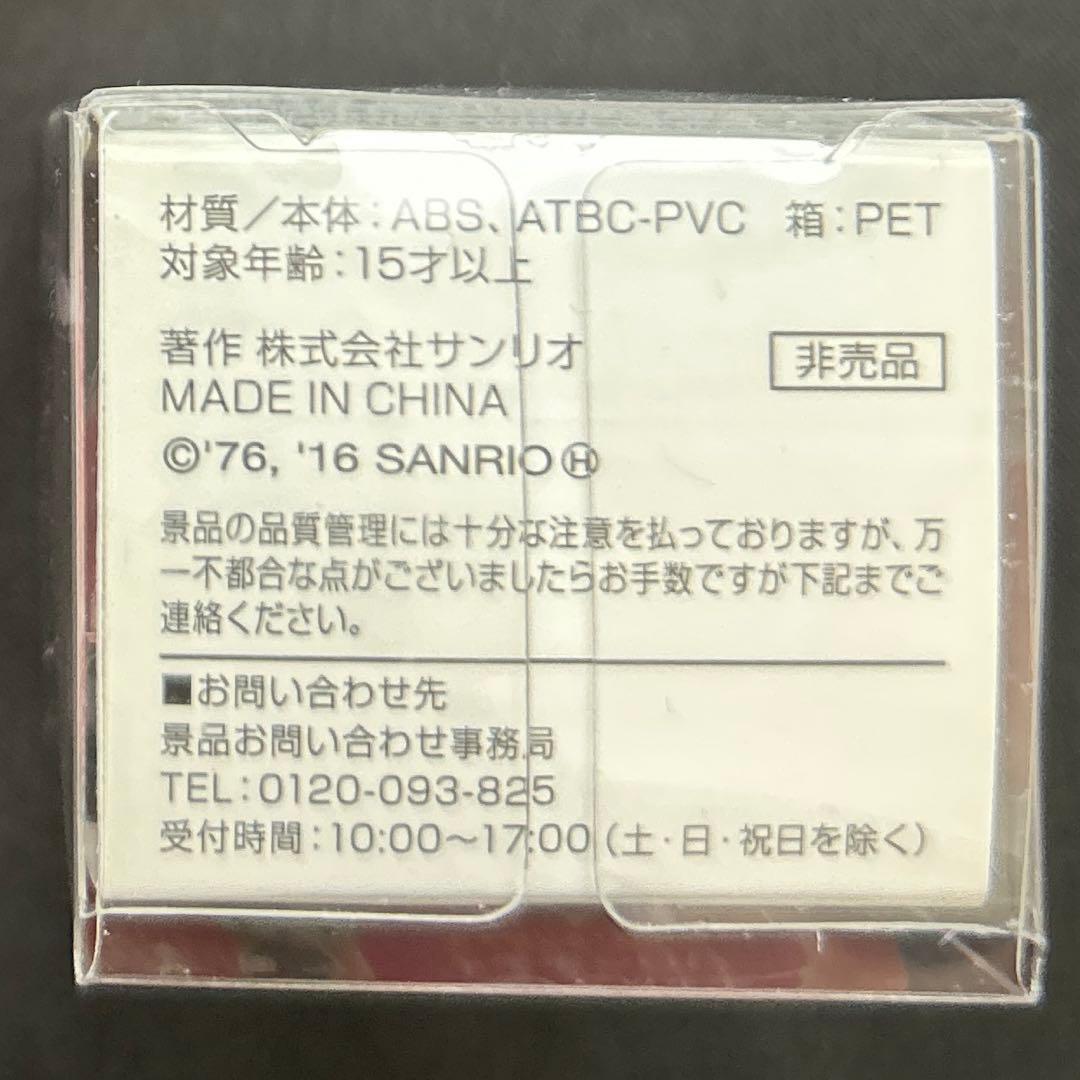 材質／本体：ABS、ATBC-PVC　箱：PET
対象年齢：15才以上
著作 株式会社サンリオ
非売品
MADE IN CHINA
©'76, '16 SANRIO Ⓗ
景品の品質管理には十分な注意を払っておりますが、万
一不都合な点がございましたらお手数ですが下記までご
連絡ください。
■お問い合わせ先
景品お問い合わせ事務局
TEL：0120-093-825
受付時間：10:00～17:00（土・日・祝日を除く）